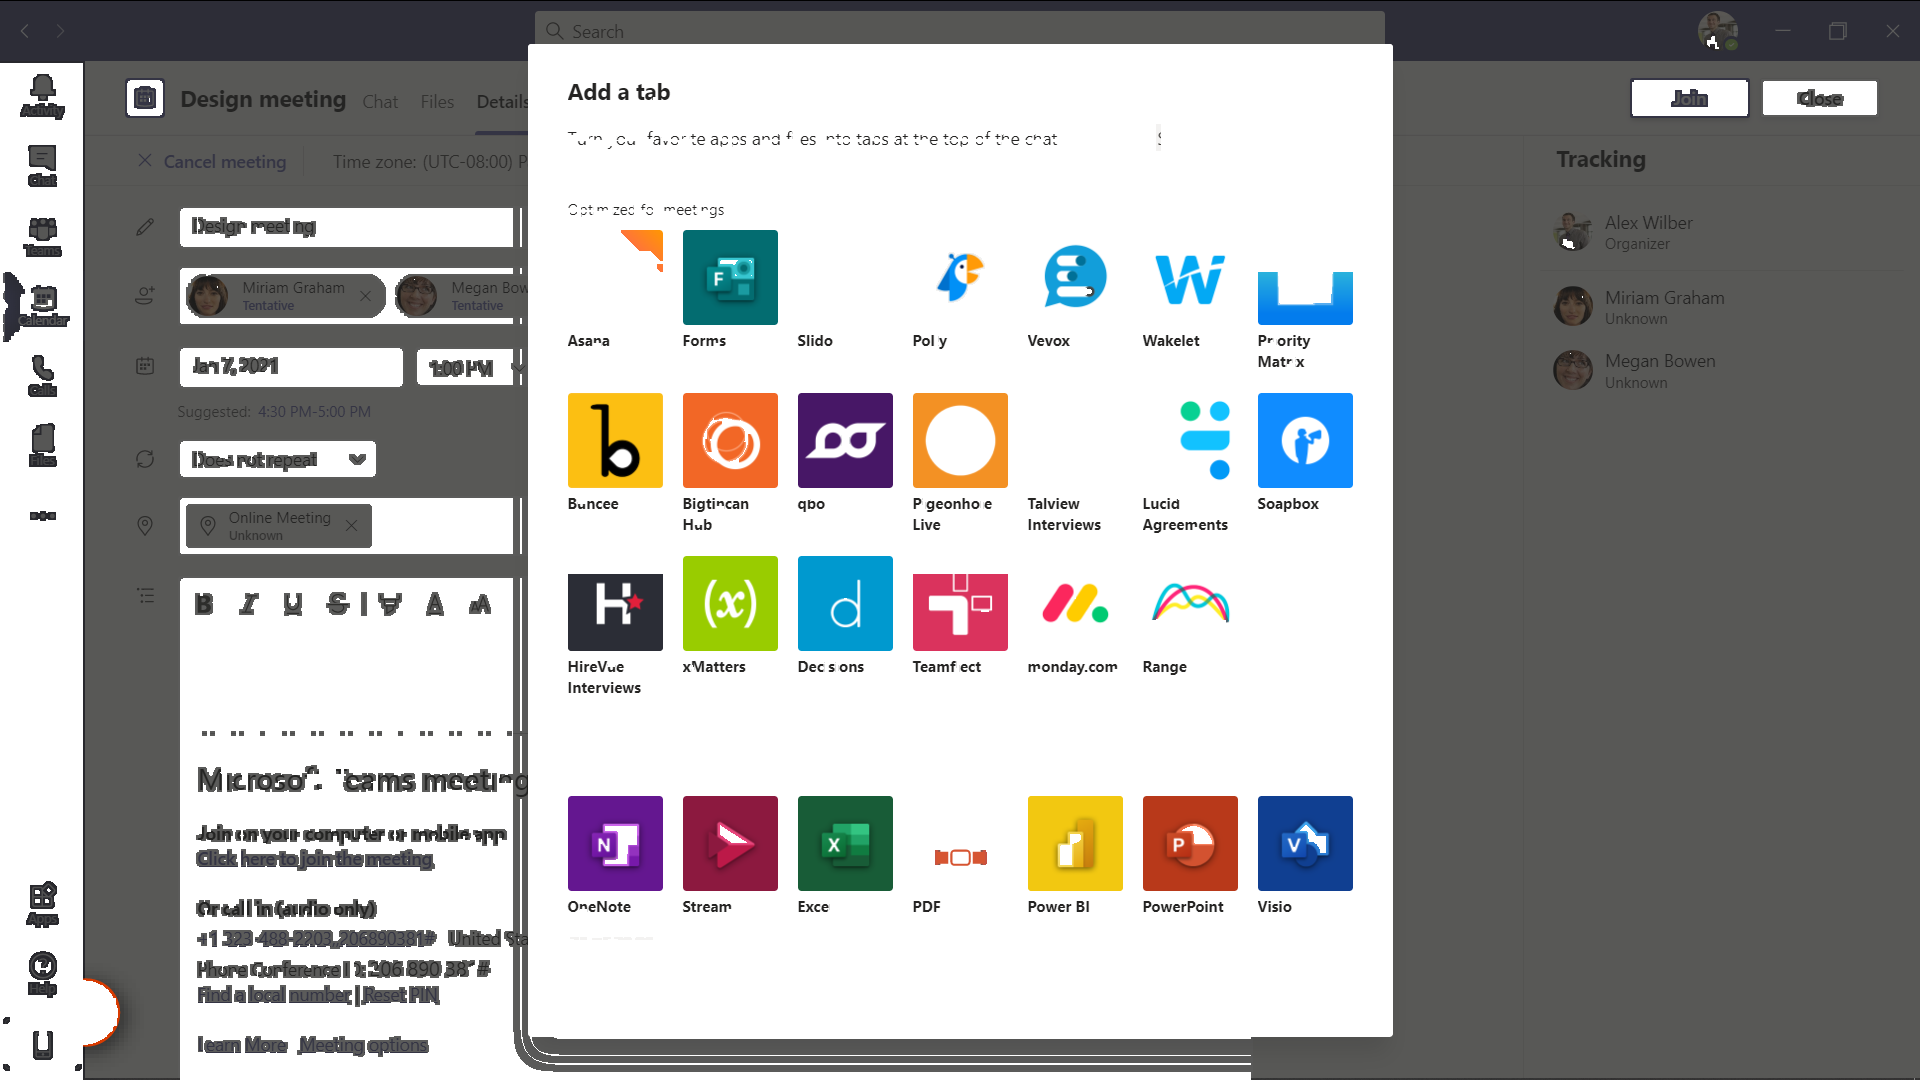 Search
Activity
Chat
Teams
Calendar
Calls
Files
Apps
Help
Design meeting
Chat
Files
Details
Join
Close
Cancel meeting
Time zone: (UTC-08:00) P
Design meeting
Miriam Graham
Tentative
Megan Bow
Tentative
Jan 7, 2021
1:00 PM
Suggested: 4:30 PM-5:00 PM
Does not repeat
Online Meeting
Unknown
Microsoft Teams meeting
Join on your computer or mobile app
Click here to join the meeting
Or call in (audio only)
+1 323-488-2203,,206890381# United Sta
Phone Conference
Find a local number | Reset PIN
Learn More Meeting options
Add a tab
Turn your favorite apps and files into tabs at the top of the chat
Optimized for meetings
Asana
Forms
Slido
Polly
Vevox
Wakelet
Priority
Matrix
Buncee
Bigtincan
Hub
qbo
Pigeonhole
Live
Talview
Interviews
Lucid
Agreements
Soapbox
HireVue
Interviews
xMatters
Decisions
Teamflect
monday.com
Range
OneNote
Stream
Excel
PDF
Power BI
PowerPoint
Visio
Tracking
Alex Wilber
Organizer
Miriam Graham
Unknown
Megan Bowen
Unknown